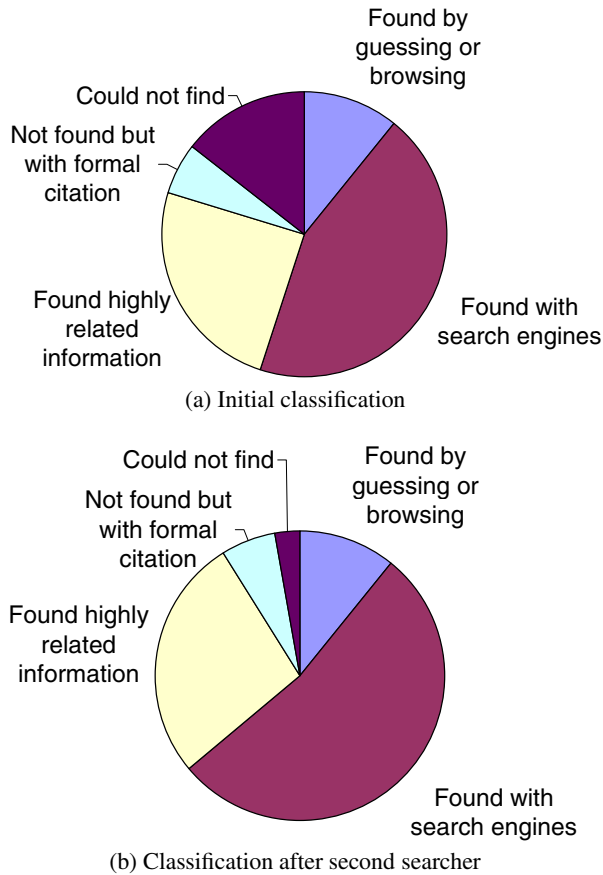 Found by
guessing or
browsing
Could not find
Not found but
with formal
citation
Found highly
related
information
Found with
search engines
(a) Initial classification
Could not find
Found by
guessing or
browsing
Not found but
with formal
citation
Found highly
related
information
Found with
search engines
(b) Classification after second searcher